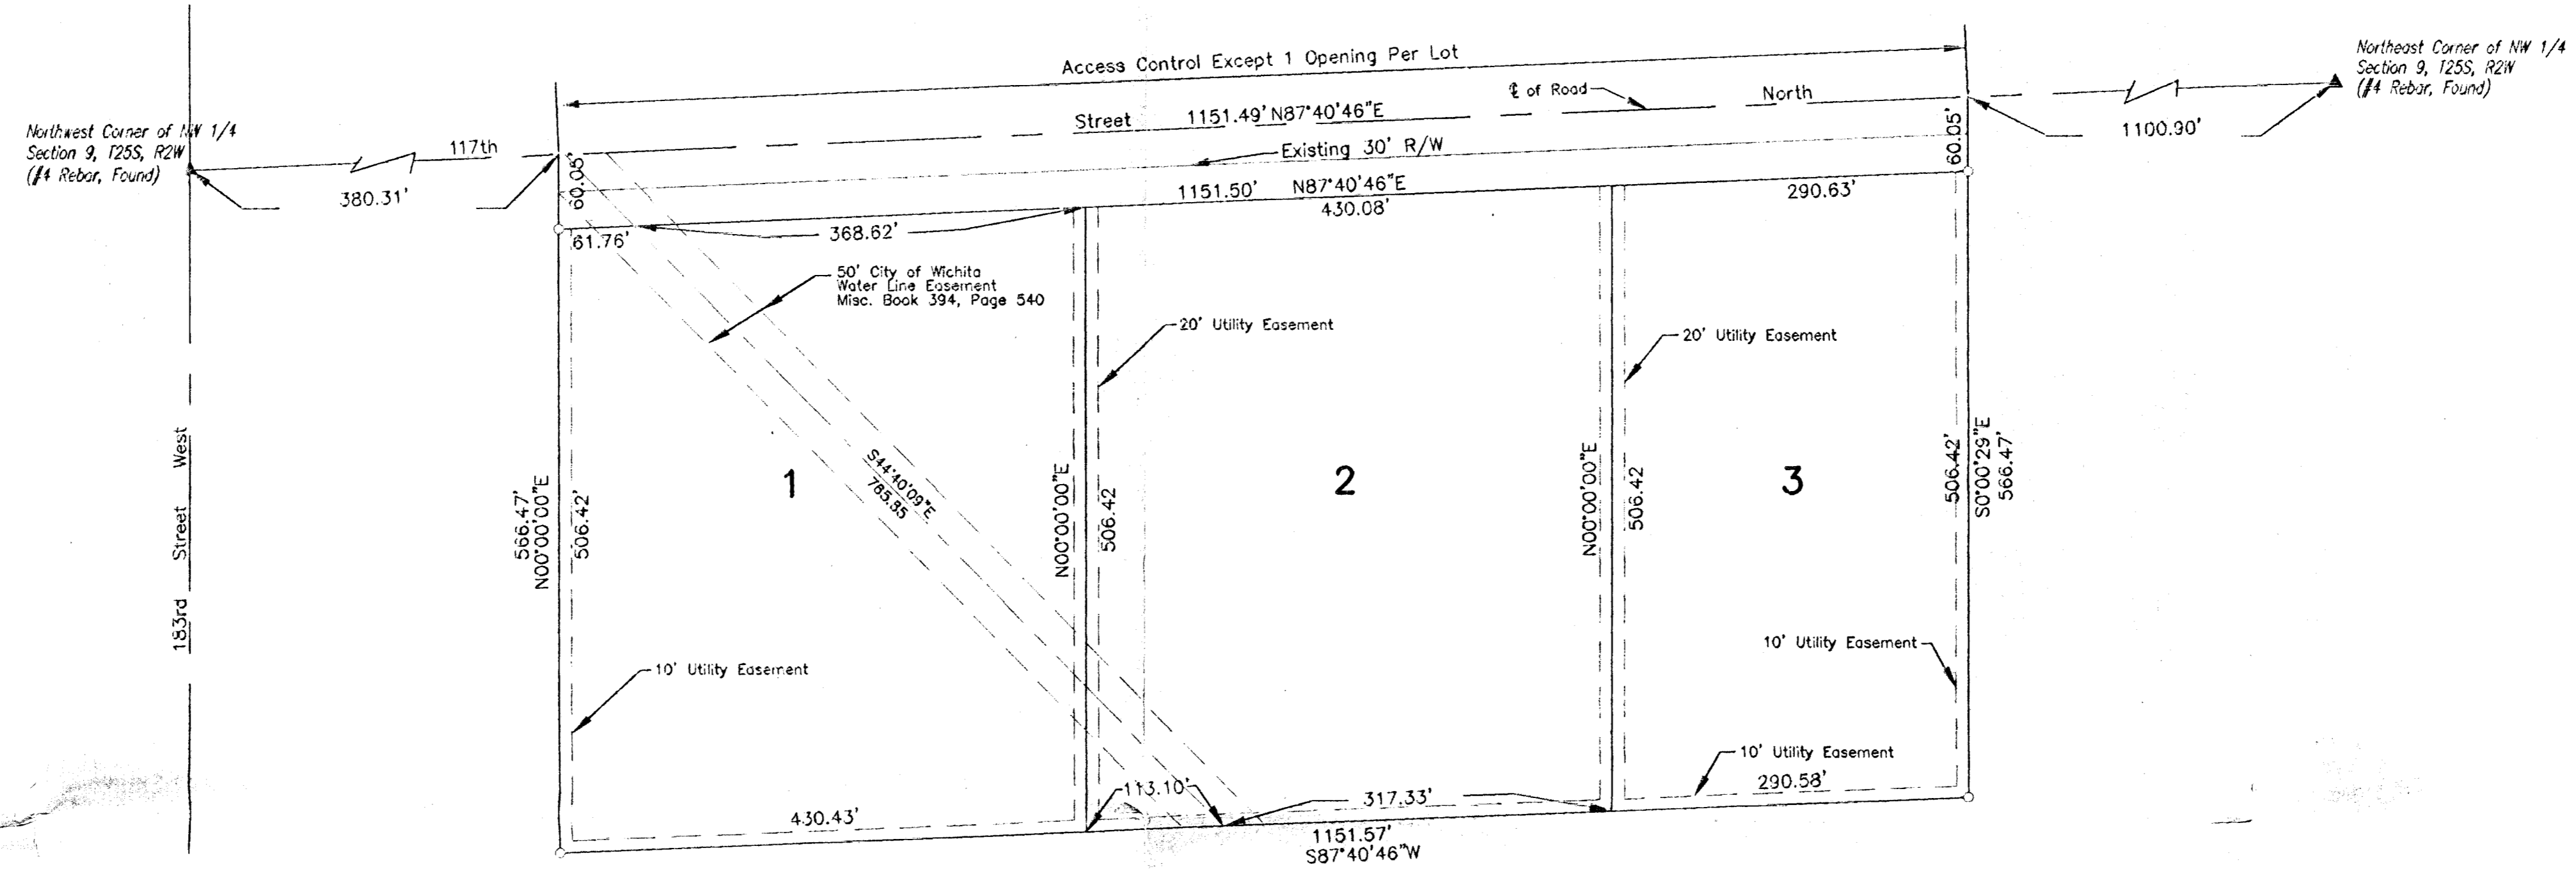 Access Control Except 1 Opening Per Lot
Northeast Corner of NW 1/4
Section 9, T25S, R2W
(#4 Rebar, Found)
℄ of Road
North
Street
1151.49' N87°40'46"E
1100.90'
Northwest Corner of NW 1/4
Section 9, T25S, R2W
(#4 Rebar, Found)
117th
380.31'
60.05'
60.05'
Existing 30' R/W
1151.50' N87°40'46"E
430.08'
290.63'
61.76'
368.62'
50' City of Wichita
Water Line Easement
Misc. Book 394, Page 540
20' Utility Easement
20' Utility Easement
183rd Street West
566.47'
N00°00'00"E
506.42'
1
S44°40'09"E
785.85
N00°00'00"E
506.42
2
N00°00'00"E
506.42
3
506.42'
S0°00'29"E
566.47'
10' Utility Easement
10' Utility Easement
10' Utility Easement
290.58'
430.43'
113.10'
317.33'
1151.57'
S87°40'46"W